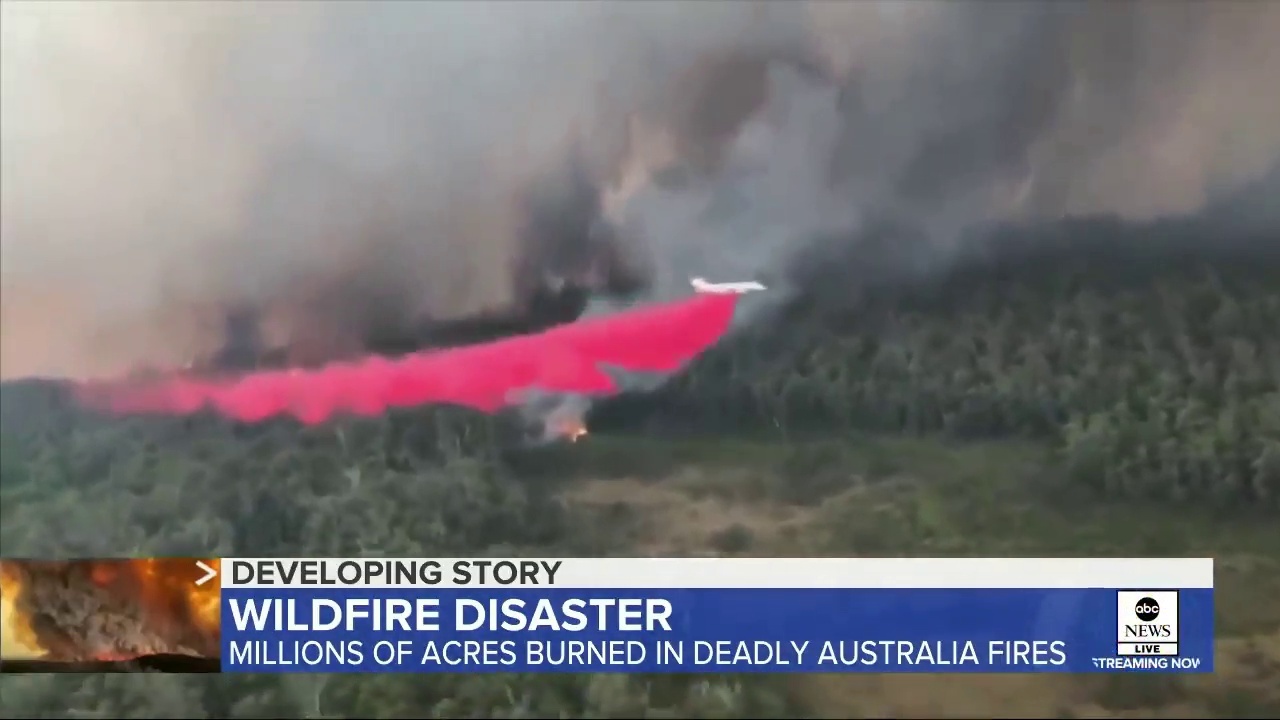 DEVELOPING STORY
WILDFIRE DISASTER
MILLIONS OF ACRES BURNED IN DEADLY AUSTRALIA FIRES
abc
NEWS
LIVE
STREAMING NOW